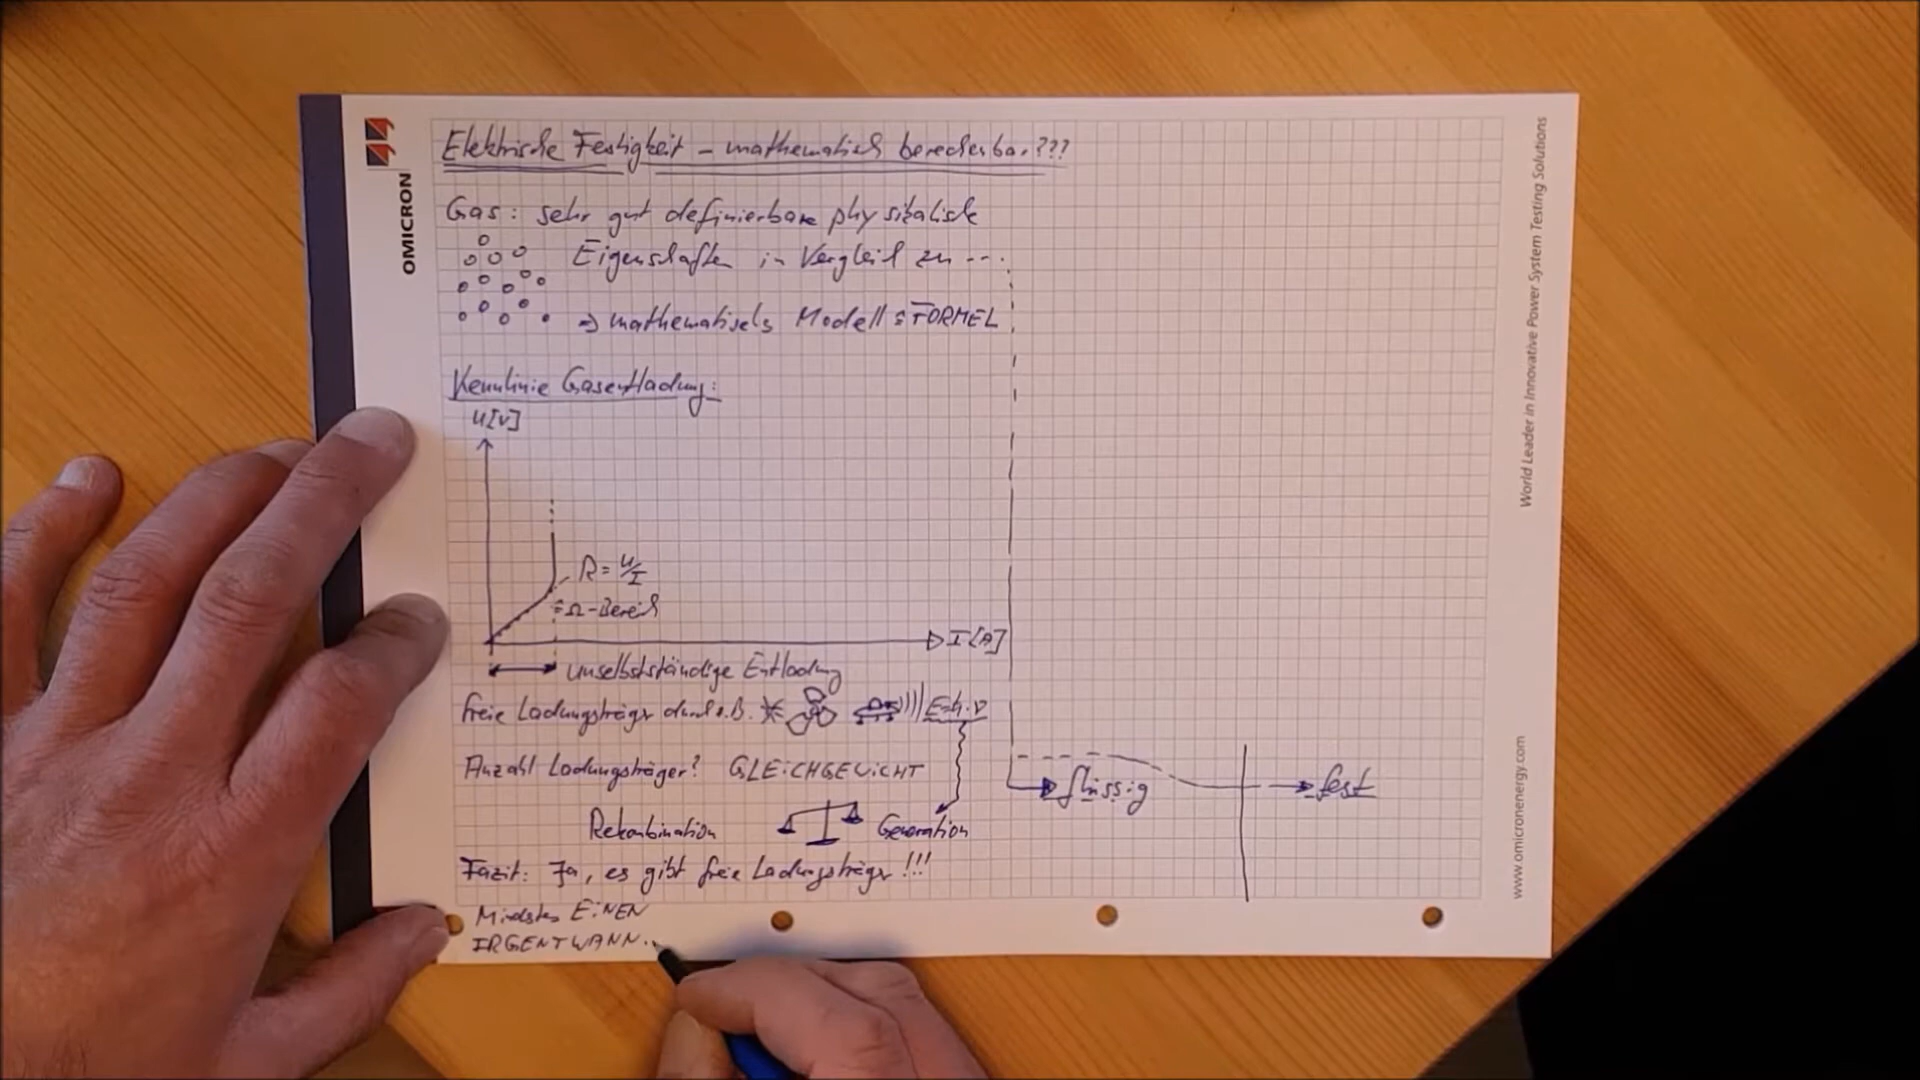 OMICRON
Elektrische Festigkeit – mathematisch berechenbar???
Gas: sehr gut definierbare physikalische
Eigenschaften im Vergleich zu ...
⇒ mathematisches Modell ≙ FORMEL
Kennlinie Gasentladung:
U[V]
R=U/I
≙Ω-Bereich
I[A]
unselbstständige Entladung
freie Ladungsträger durch z.B. E=h·ν
Anzahl Ladungsträger? GLEICHGEWICHT
Rekombination Generation
flüssig fest
Fazit: Ja, es gibt freie Ladungsträger!!!
Mindstes EINEN
IRGENTWANN.
World Leader in Innovative Power System Testing Solutions
www.omicronenergy.com